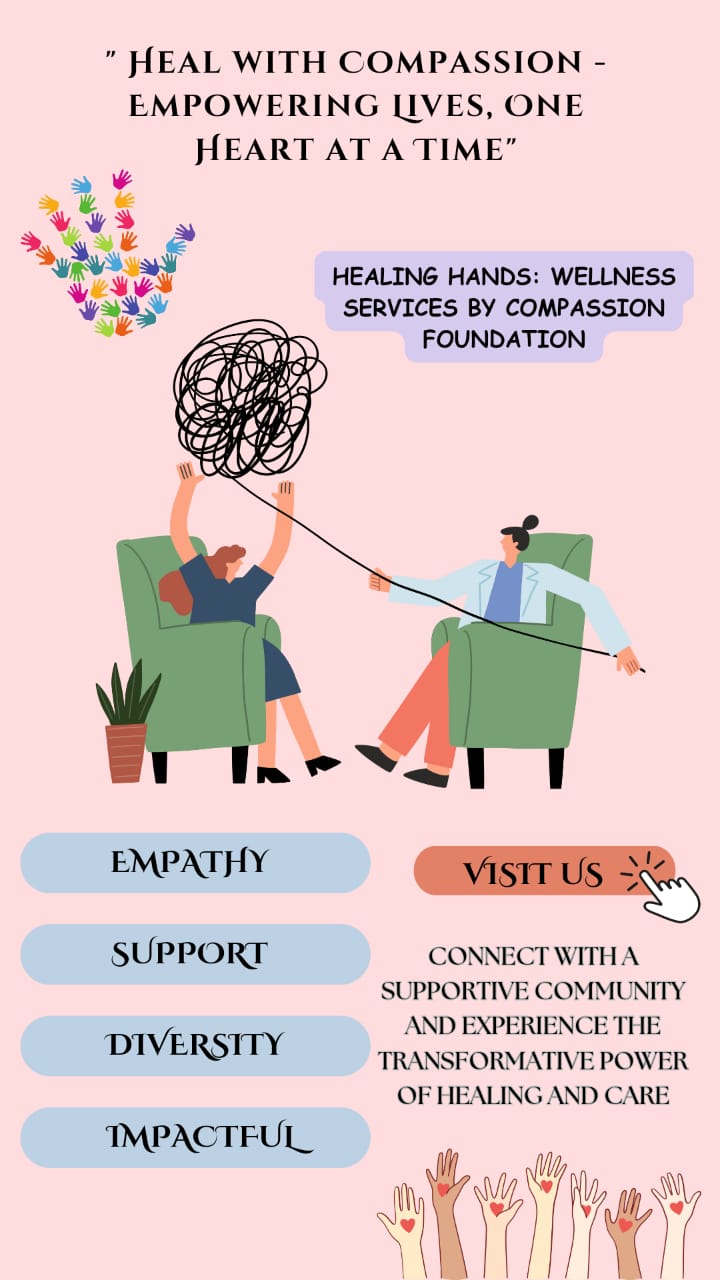 " HEAL WITH COMPASSION -
EMPOWERING LIVES, ONE
HEART AT A TIME"
HEALING HANDS: WELLNESS
SERVICES BY COMPASSION
FOUNDATION
EMPATHY
SUPPORT
DIVERSITY
IMPACTFUL
VISIT US
CONNECT WITH A
SUPPORTIVE COMMUNITY
AND EXPERIENCE THE
TRANSFORMATIVE POWER
OF HEALING AND CARE